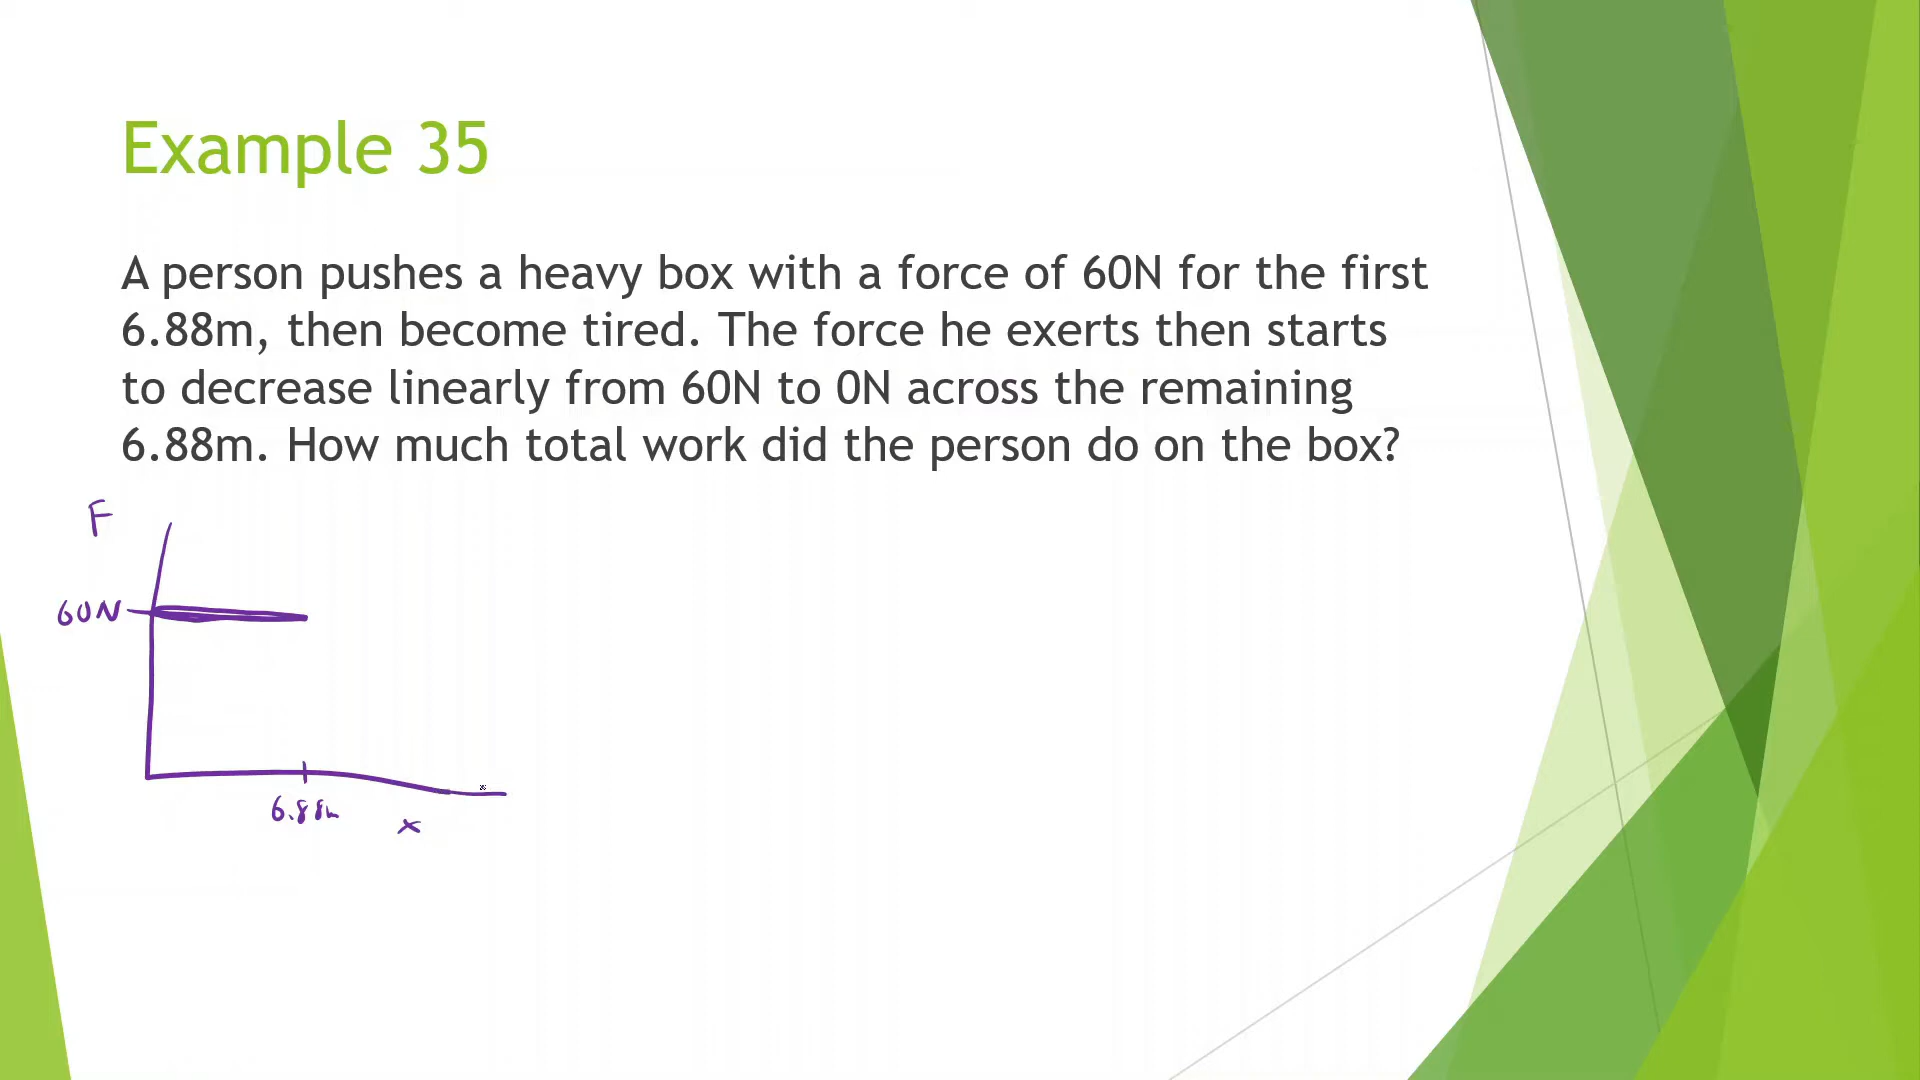 Example 35
A person pushes a heavy box with a force of 60N for the first
6.88m, then become tired. The force he exerts then starts
to decrease linearly from 60N to 0N across the remaining
6.88m. How much total work did the person do on the box?
F
60N
6.88m
x